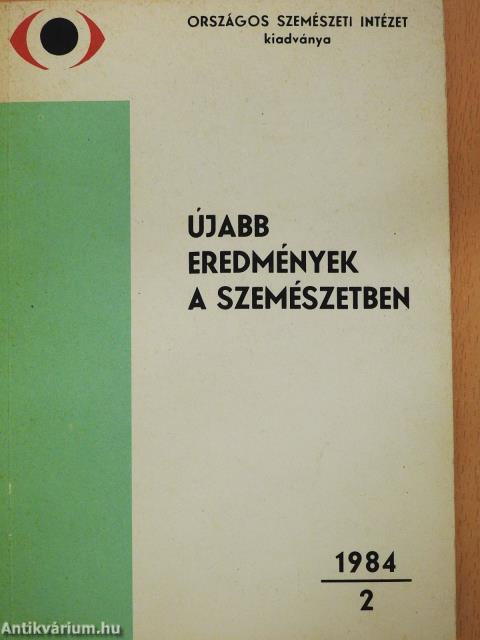 ORSZÁGOS SZEMÉSZETI INTÉZET
kiadványa
ÚJABB
EREDMÉNYEK
A SZEMÉSZETBEN
1984
2
Antikvárium.hu